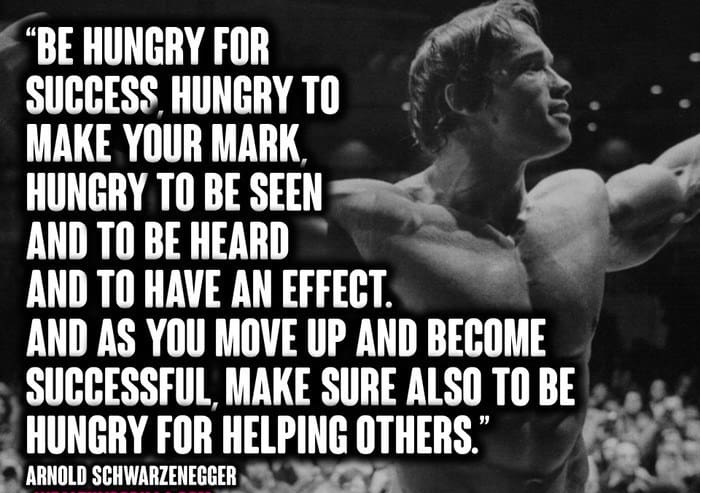 “BE HUNGRY FOR
SUCCESS, HUNGRY TO
MAKE YOUR MARK,
HUNGRY TO BE SEEN
AND TO BE HEARD
AND TO HAVE AN EFFECT.
AND AS YOU MOVE UP AND BECOME
SUCCESSFUL, MAKE SURE ALSO TO BE
HUNGRY FOR HELPING OTHERS.”
ARNOLD SCHWARZENEGGER